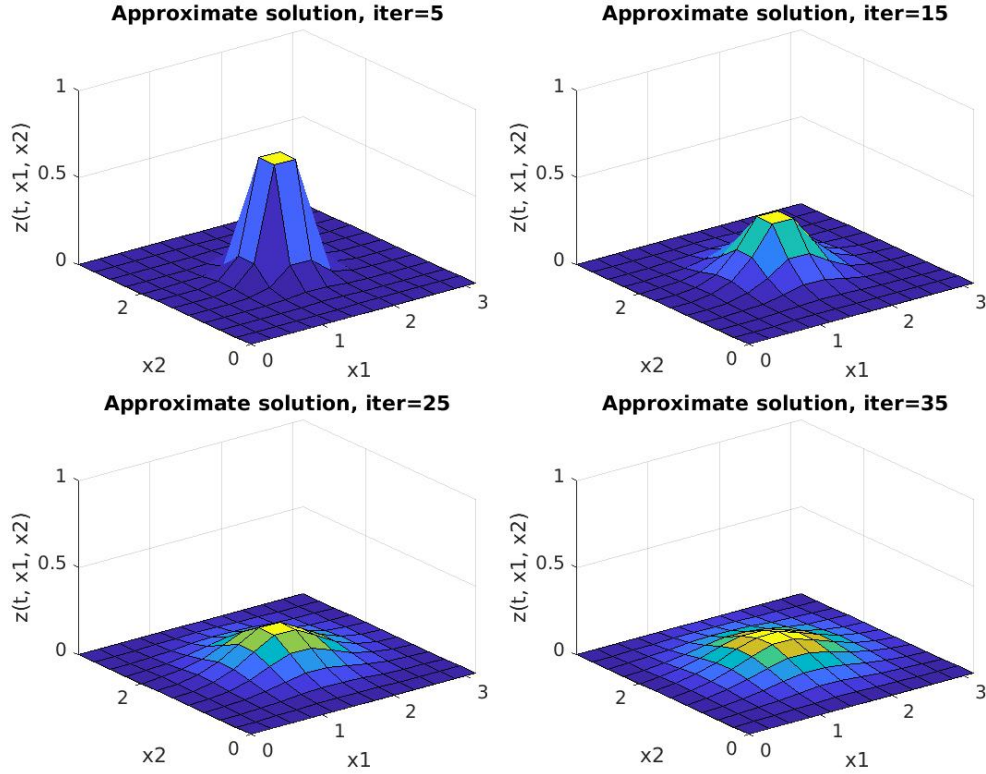 Approximate solution, iter=5
1
0.5
0
z(t, x1, x2)
2
0
x2
0
1
2
3
x1
Approximate solution, iter=15
1
0.5
0
z(t, x1, x2)
2
0
x2
0
1
2
3
x1
Approximate solution, iter=25
1
0.5
0
z(t, x1, x2)
2
0
x2
0
1
2
3
x1
Approximate solution, iter=35
1
0.5
0
z(t, x1, x2)
2
0
x2
0
1
2
3
x1